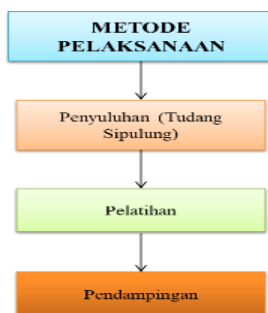 METODE
PELAKSANAAN
Penyuluhan (Tudang
Sipulung)
Pelatihan
Pendampingan